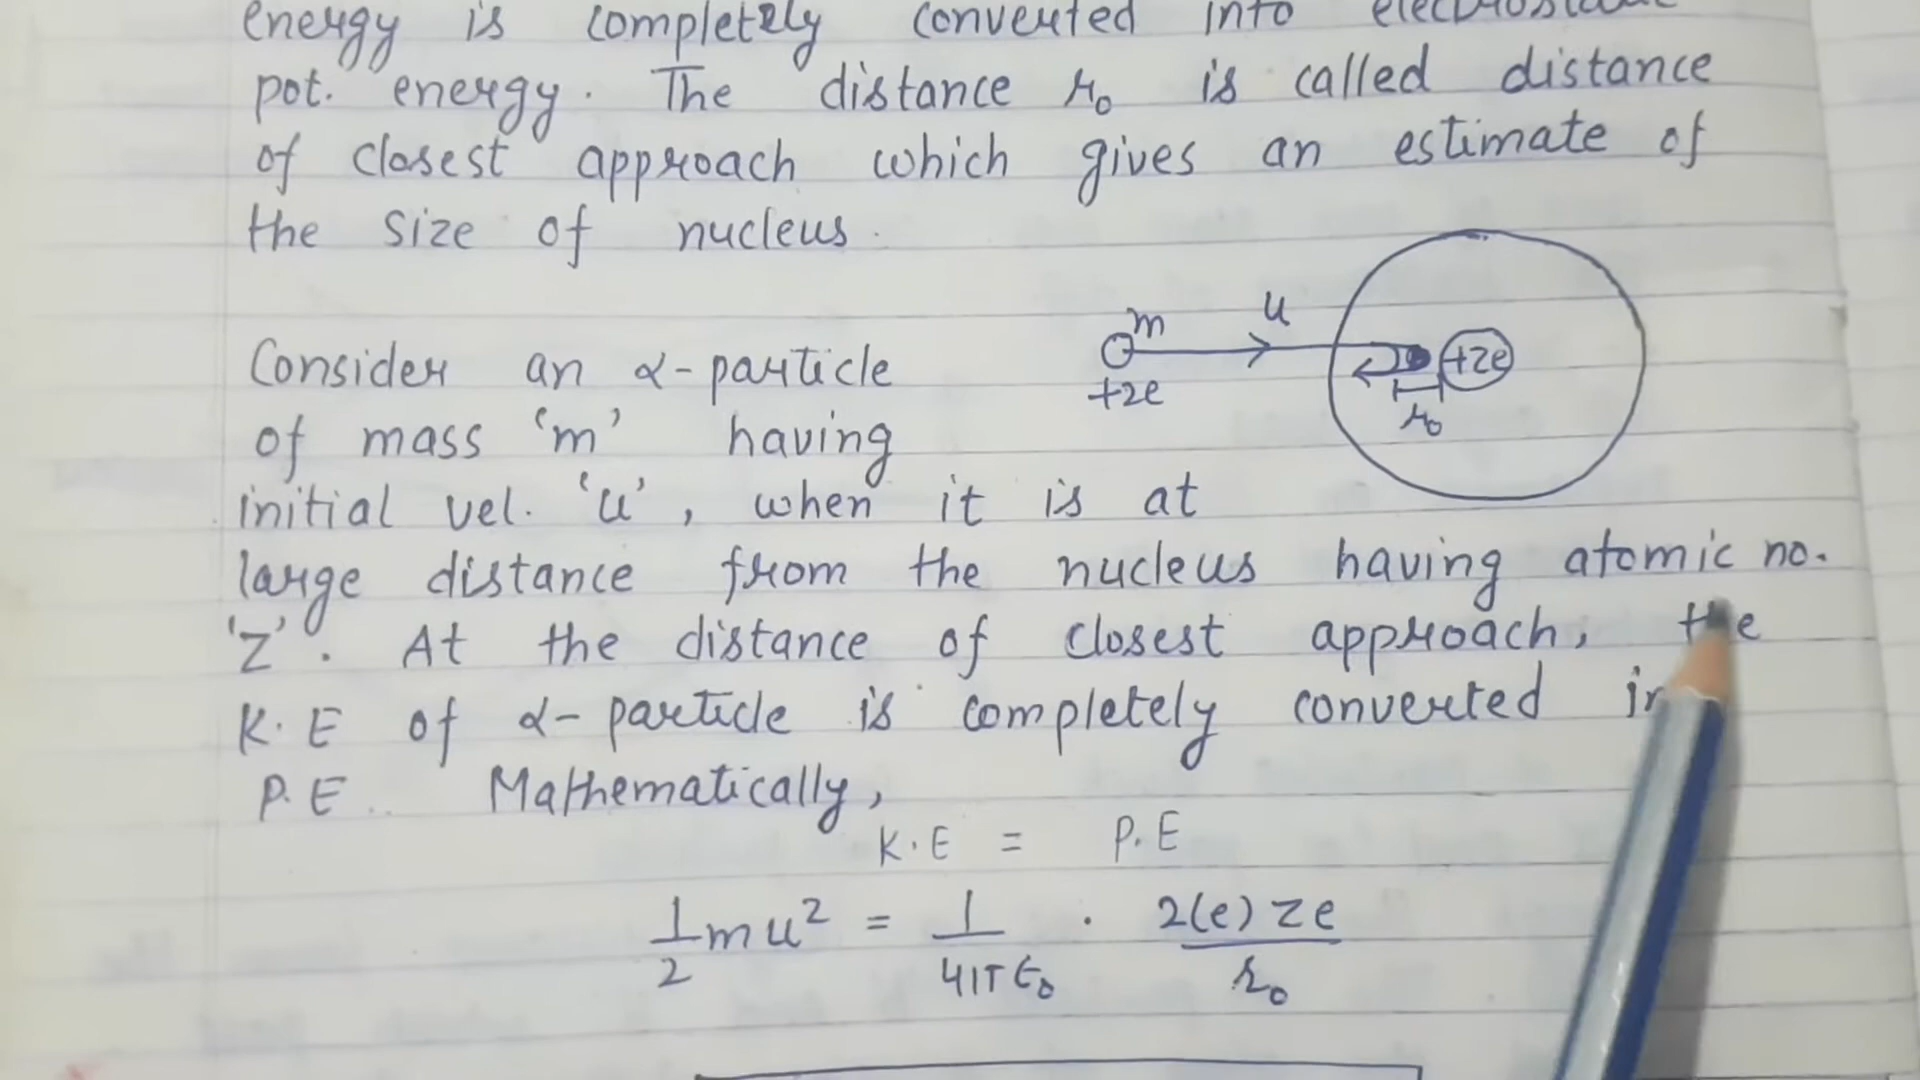 energy is completely converted into
pot. energy. The distance r₀ is called distance
of closest approach which gives an estimate of
the size of nucleus.
m
u
+2e
+ze
r₀
Consider an α-particle
of mass 'm' having
initial vel. 'u', when it is at
large distance from the nucleus having atomic no.
'Z'. At the distance of closest approach, the
K.E of α-particle is completely converted
P.E. Mathematically,
K.E = P.E
1/2 mu² = 1/4πε₀ · 2(e)ze/r₀